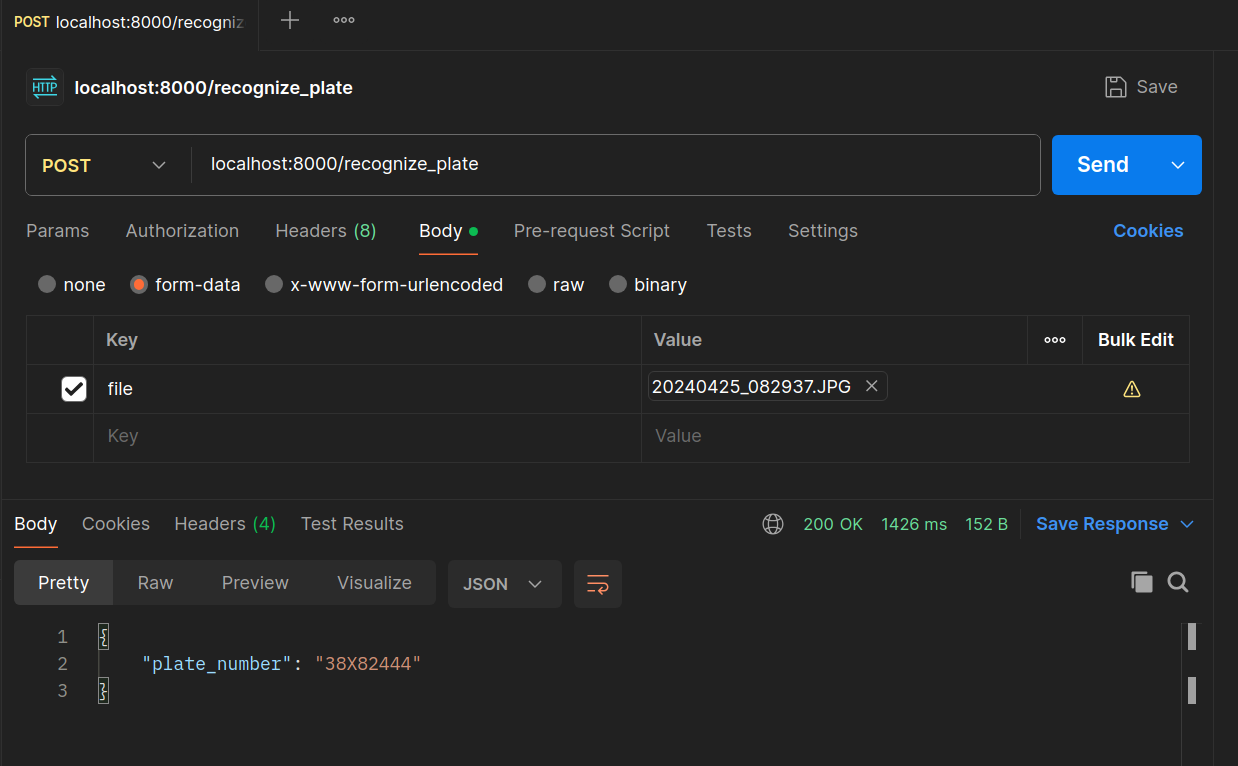 POST localhost:8000/recogniz
HTTP localhost:8000/recognize_plate
Save
POST localhost:8000/recognize_plate
Send
Params Authorization Headers (8) Body Pre-request Script Tests Settings Cookies
none form-data x-www-form-urlencoded raw binary
Key Value Bulk Edit
file 20240425_082937.JPG
Key Value
Body Cookies Headers (4) Test Results 200 OK 1426 ms 152 B Save Response
Pretty Raw Preview Visualize JSON
1 {
2 "plate_number": "38X82444"
3 }